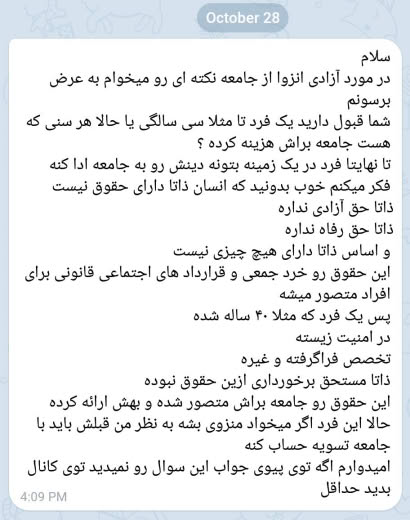 October 28
سلام
در مورد آزادی انزوا از جامعه نکته ای رو میخوام به عرض
برسونم
شما قبول دارید یک فرد تا مثلا سی سالگی یا حالا هر سنی که
هست جامعه براش هزینه کرده ؟
تا نهایتا فرد در یک زمینه بتونه دینش رو به جامعه ادا کنه
فکر میکنم خوب بدونید که انسان ذاتا دارای حقوق نیست
ذاتا حق آزادی نداره
ذاتا حق رفاه نداره
و اساس ذاتا دارای هیچ چیزی نیست
این حقوق رو خرد جمعی و قرارداد های اجتماعی قانونی برای
افراد متصور میشه
پس یک فرد که مثلا ۴۰ ساله شده
در امنیت زیسته
تخصص فراگرفته و غیره
ذاتا مستحق برخورداری ازین حقوق نبوده
این حقوق رو جامعه براش متصور شده و بهش ارائه کرده
حالا این فرد اگر میخواد منزوی بشه به نظر من قبلش باید با
جامعه تسویه حساب کنه
امیدوارم اگه توی پیوی جواب این سوال رو نمیدید توی کانال
بدید حداقل
4:09 PM